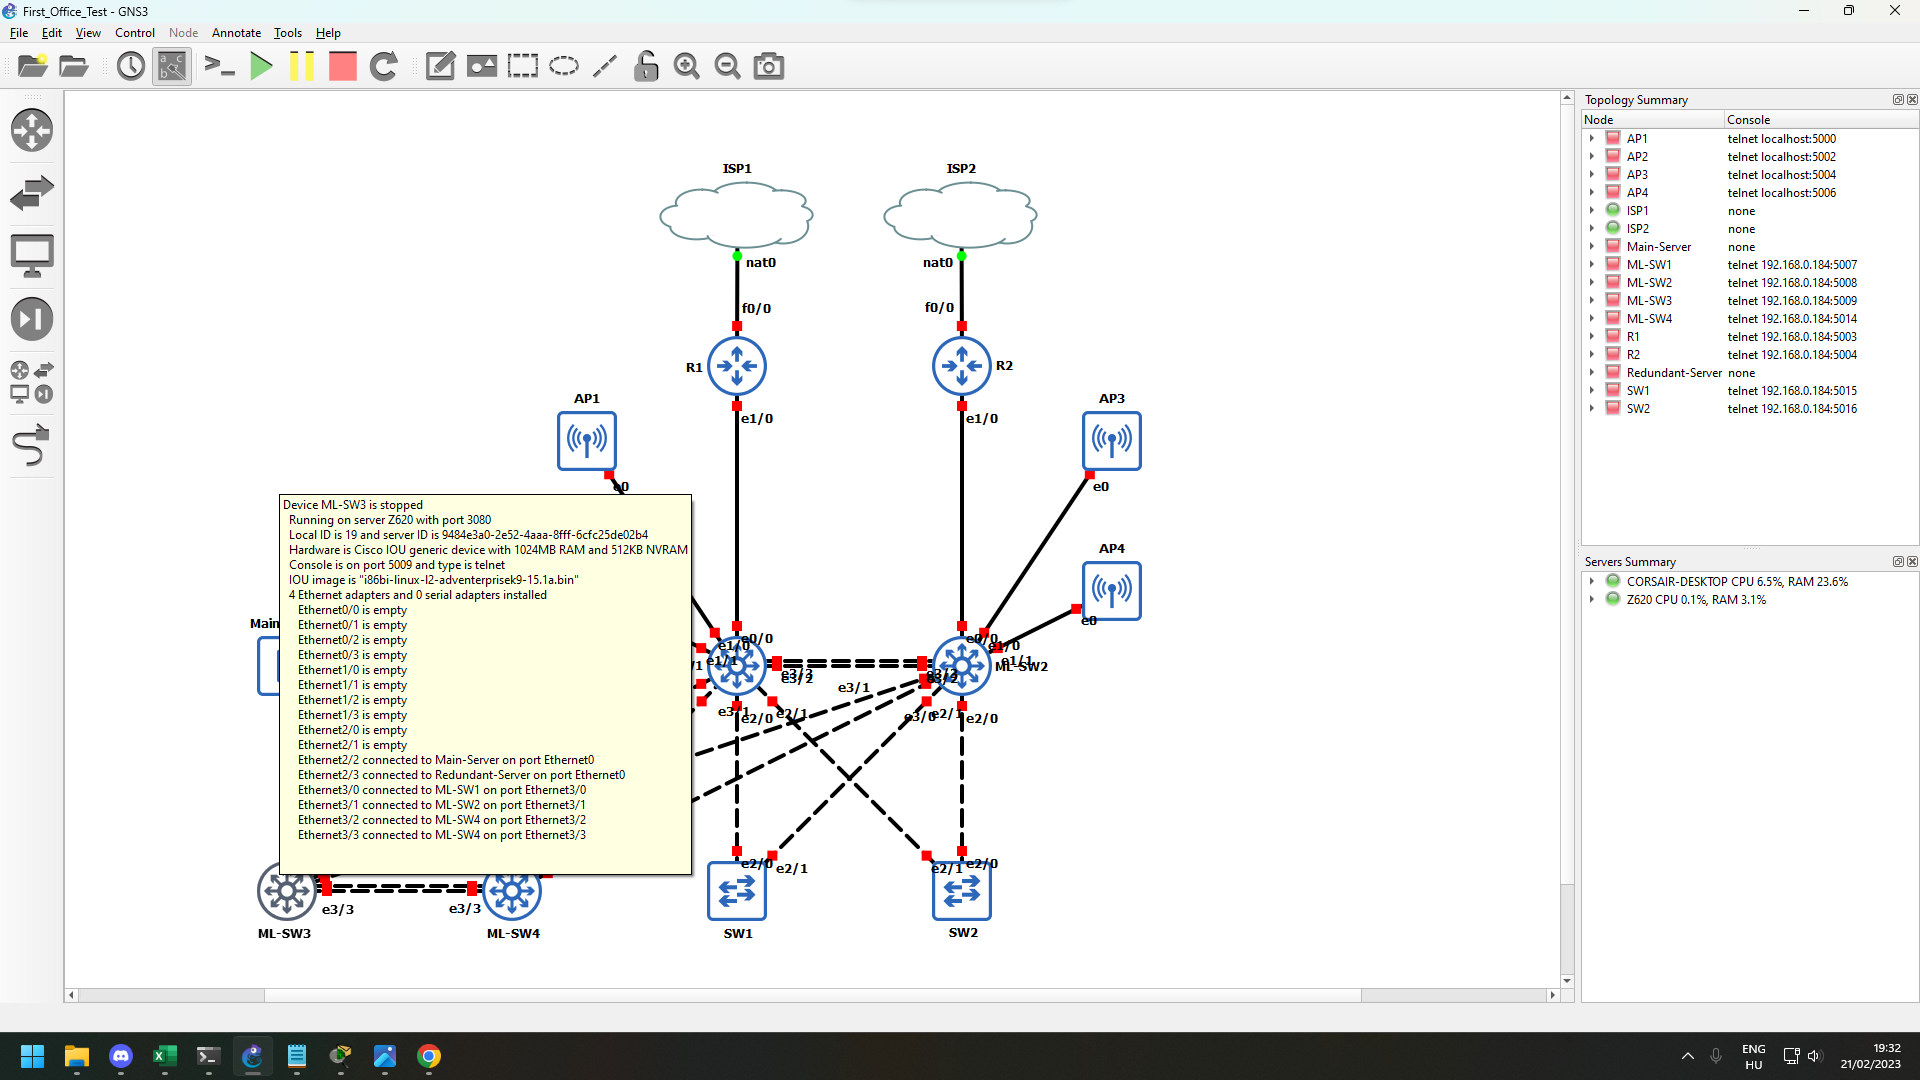 First_Office_Test - GNS3
File Edit View Control Node Annotate Tools Help
Topology Summary
Node Console
AP1 telnet localhost:5000
AP2 telnet localhost:5002
AP3 telnet localhost:5004
AP4 telnet localhost:5006
ISP1 none
ISP2 none
Main-Server none
ML-SW1 telnet 192.168.0.184:5007
ML-SW2 telnet 192.168.0.184:5008
ML-SW3 telnet 192.168.0.184:5009
ML-SW4 telnet 192.168.0.184:5014
R1 telnet 192.168.0.184:5003
R2 telnet 192.168.0.184:5004
Redundant-Server none
SW1 telnet 192.168.0.184:5015
SW2 telnet 192.168.0.184:5016
Servers Summary
CORSAIR-DESKTOP CPU 6.5%, RAM 23.6%
Z620 CPU 0.1%, RAM 3.1%
ISP1 ISP2
nat0 nat0
f0/0 f0/0
R1 R2
AP1 AP3
e1/0 e1/0
e0 e0
Device ML-SW3 is stopped
Running on server Z620 with port 3080
Local ID is 19 and server ID is 9484e3a0-2e52-4aaa-8fff-6cfc25de02b4
Hardware is Cisco IOU generic device with 1024MB RAM and 512KB NVRAM
Console is on port 5009 and type is telnet
IOU image is "i86bi-linux-l2-adventerprisek9-15.1a.bin"
4 Ethernet adapters and 0 serial adapters installed
Ethernet0/0 is empty
Ethernet0/1 is empty
Ethernet0/2 is empty
Ethernet0/3 is empty
Ethernet1/0 is empty
Ethernet1/1 is empty
Ethernet1/2 is empty
Ethernet1/3 is empty
Ethernet2/0 is empty
Ethernet2/1 is empty
Ethernet2/2 connected to Main-Server on port Ethernet0
Ethernet2/3 connected to Redundant-Server on port Ethernet0
Ethernet3/0 connected to ML-SW1 on port Ethernet3/0
Ethernet3/1 connected to ML-SW2 on port Ethernet3/1
Ethernet3/2 connected to ML-SW4 on port Ethernet3/2
Ethernet3/3 connected to ML-SW4 on port Ethernet3/3
AP4
e0
Main
e0/0 e0/0
e1/0 e1/0
e1/1 e1/1
ML-SW2
e3/2 e3/2
e3/1
e3/1 e2/0 e2/1 e3/0 e2/1 e2/0
e2/0 e2/1 e2/1 e2/0
e3/3 e3/3
ML-SW3 ML-SW4 SW1 SW2
ENG
HU
19:32
21/02/2023